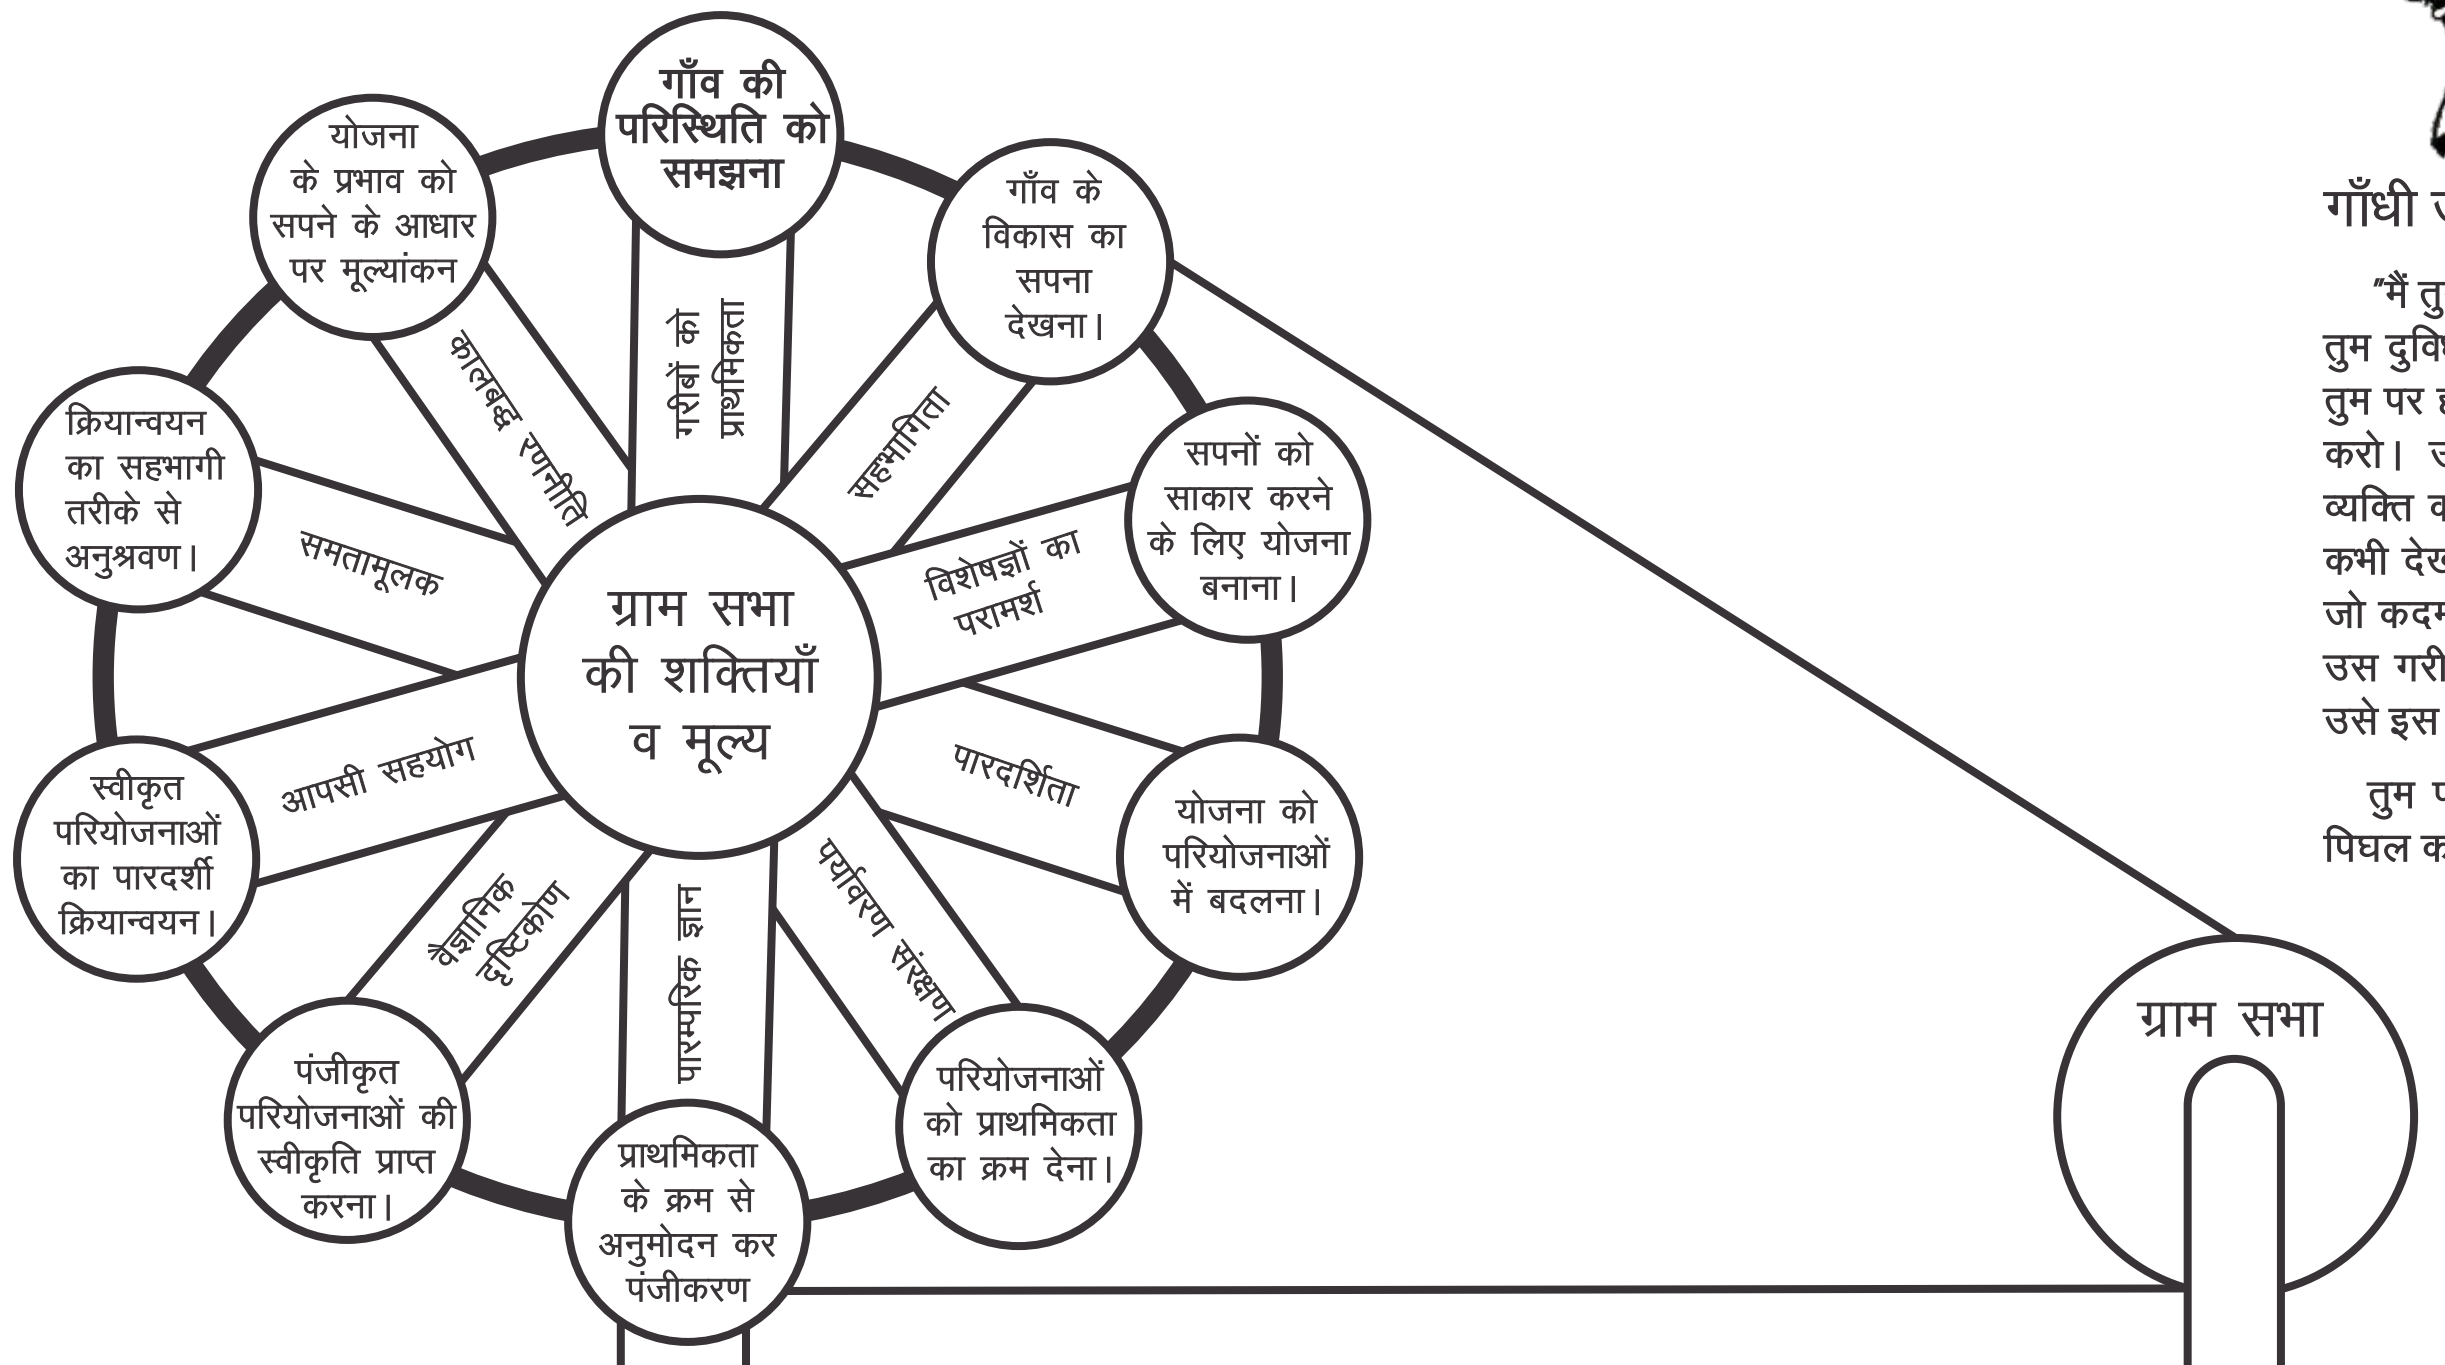 गाँव की
परिस्थिति को
समझना
गाँव के
विकास का
सपना
देखना।
सपनों को
साकार करने
के लिए योजना
बनाना।
योजना को
परियोजनाओं
में बदलना।
परियोजनाओं
को प्राथमिकता
का क्रम देना।
प्राथमिकता
के क्रम से
अनुमोदन कर
पंजीकरण
पंजीकृत
परियोजनाओं की
स्वीकृति प्राप्त
करना।
स्वीकृत
परियोजनाओं
का पारदर्शी
क्रियान्वयन।
क्रियान्वयन
का सहभागी
तरीके से
अनुश्रवण।
योजना
के प्रभाव को
सपने के आधार
पर मूल्यांकन
गरीबों को
प्राथमिकता
सहभागिता
विशेषज्ञों का
परामर्श
पारदर्शिता
पर्यावरण संरक्षण
पारम्परिक ज्ञान
वैज्ञानिक
दृष्टिकोण
आपसी सहयोग
समतामूलक
कालबद्ध रणनीति
ग्राम सभा
की शक्तियाँ
व मूल्य
ग्राम सभा
गाँधी
"मैं
तुम
तुम पर
करो।
व्यक्ति
कभी
जो
उस
उसे इस
तुम
पिघल